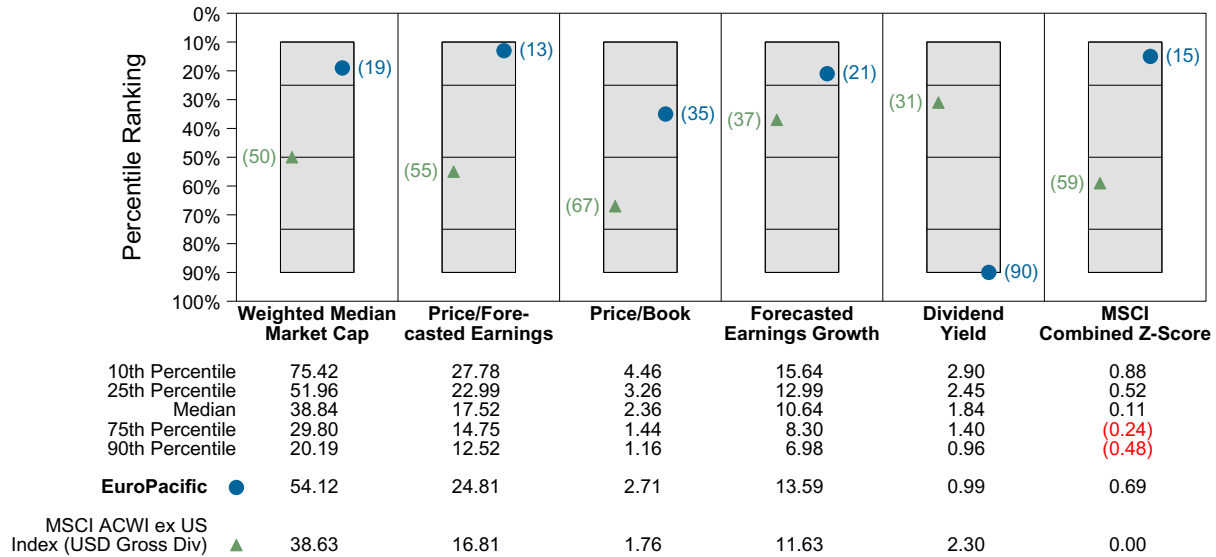 Percentile Ranking
0%
10%
20%
30%
40%
50%
60%
70%
80%
90%
100%
(19)
(50)
(13)
(55)
(35)
(67)
(21)
(37)
(31)
(90)
(15)
(59)
Weighted Median Market Cap
Price/Fore-casted Earnings
Price/Book
Forecasted Earnings Growth
Dividend Yield
MSCI Combined Z-Score
10th Percentile 75.42 27.78 4.46 15.64 2.90 0.88
25th Percentile 51.96 22.99 3.26 12.99 2.45 0.52
Median 38.84 17.52 2.36 10.64 1.84 0.11
75th Percentile 29.80 14.75 1.44 8.30 1.40 (0.24)
90th Percentile 20.19 12.52 1.16 6.98 0.96 (0.48)
EuroPacific 54.12 24.81 2.71 13.59 0.99 0.69
MSCI ACWI ex US
Index (USD Gross Div) 38.63 16.81 1.76 11.63 2.30 0.00